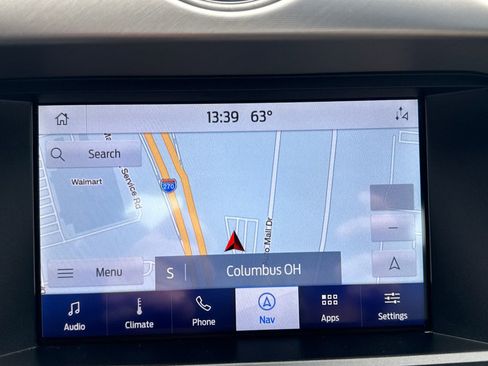 13:39 63°
Search
Walmart
Service Rd
270
Mall Dr
Menu
S Columbus OH
Audio
Climate
Phone
Nav
Apps
Settings